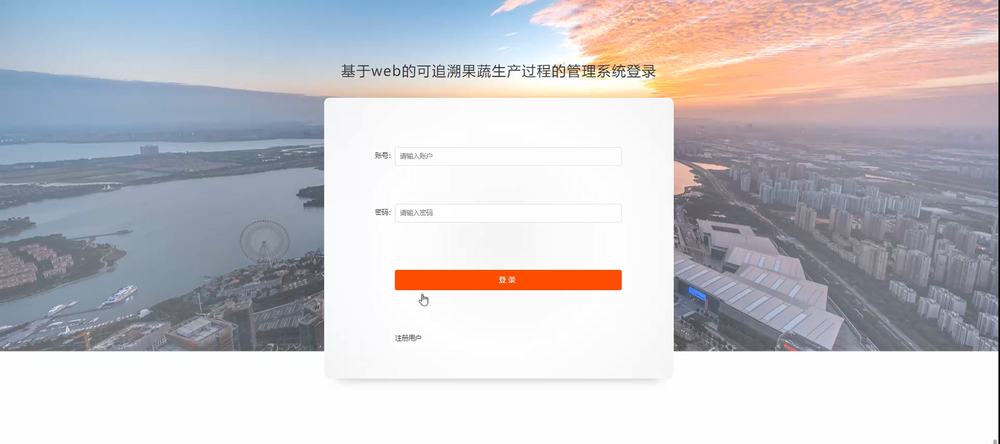 基于web的可追溯果蔬生产过程的管理系统登录
账号: 请输入账户
密码: 请输入密码
登 录
注册用户